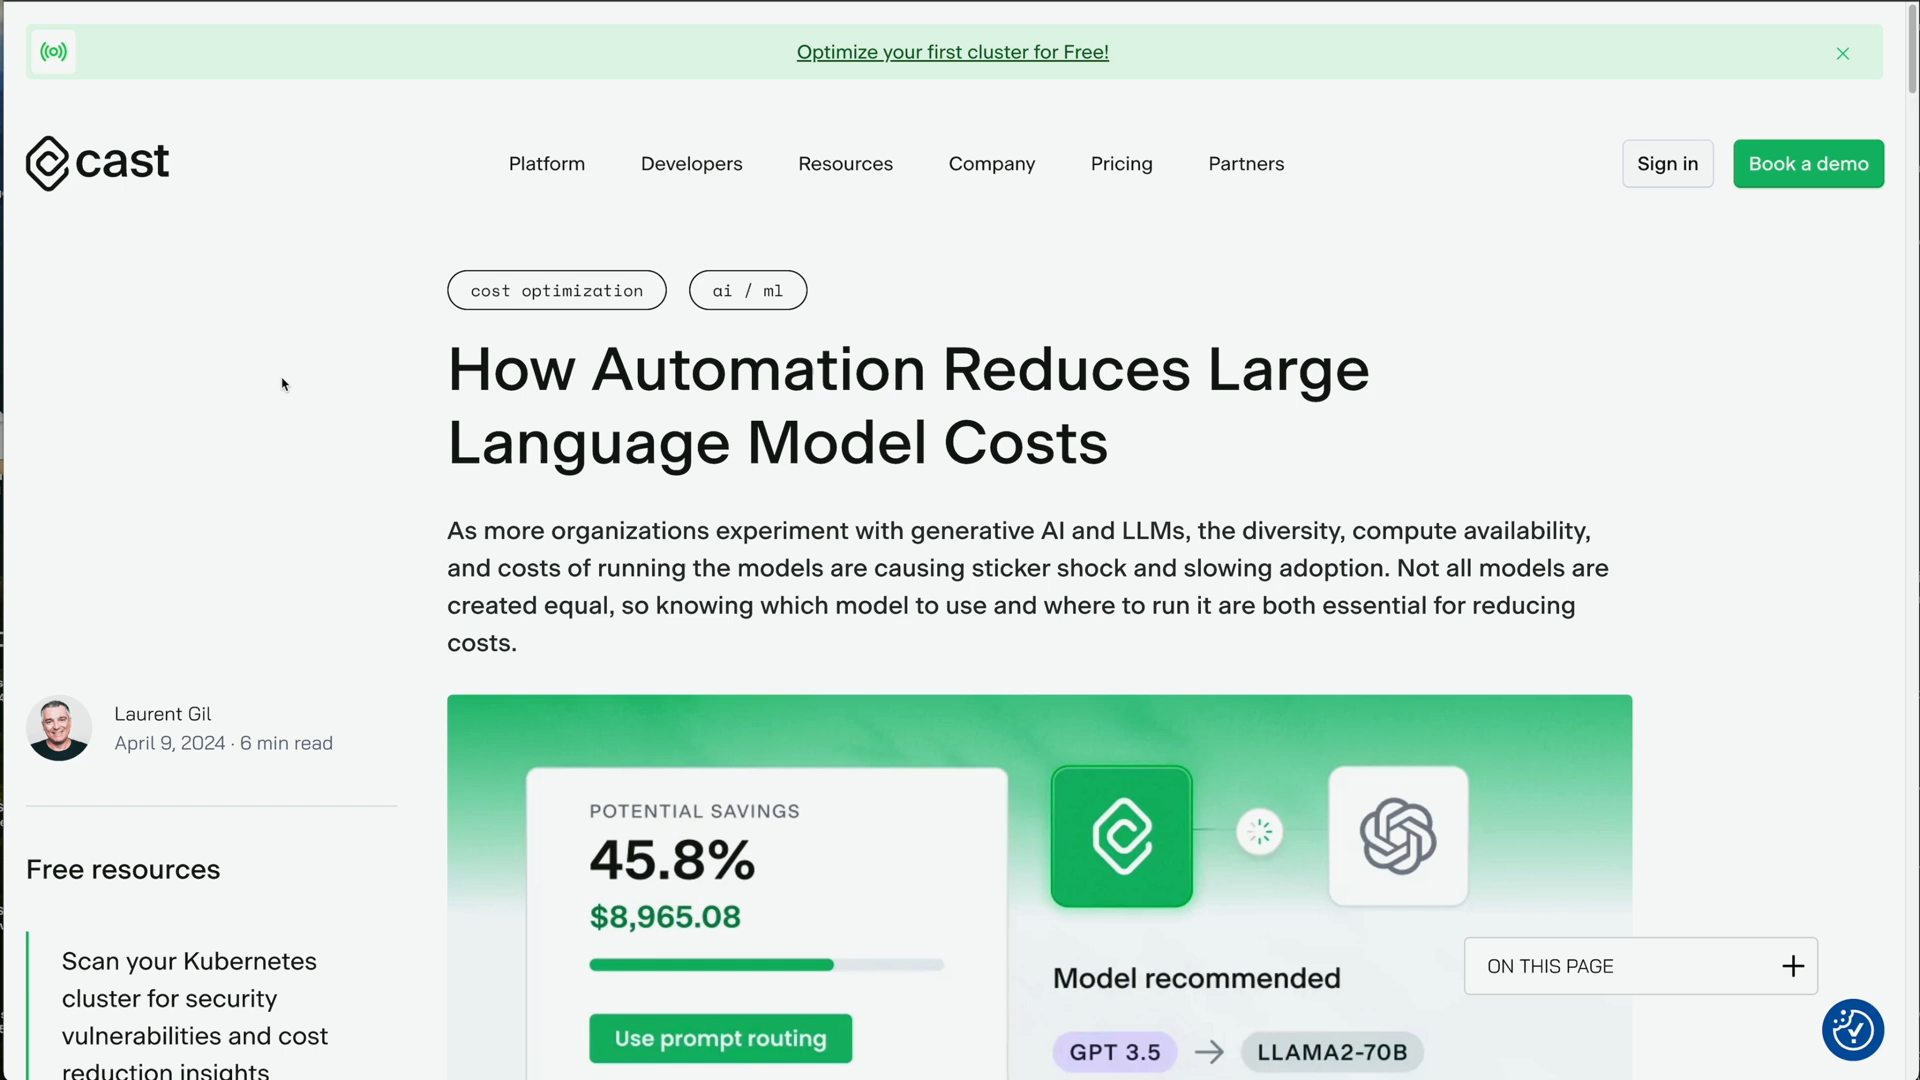 Optimize your first cluster for Free!
cast
Platform
Developers
Resources
Company
Pricing
Partners
Sign in
Book a demo
cost optimization
ai / ml
How Automation Reduces Large
Language Model Costs
As more organizations experiment with generative AI and LLMs, the diversity, compute availability,
and costs of running the models are causing sticker shock and slowing adoption. Not all models are
created equal, so knowing which model to use and where to run it are both essential for reducing
costs.
Laurent Gil
April 9, 2024 · 6 min read
Free resources
Scan your Kubernetes
cluster for security
vulnerabilities and cost
reduction insights
POTENTIAL SAVINGS
45.8%
$8,965.08
Use prompt routing
Model recommended
GPT 3.5
LLAMA2-70B
ON THIS PAGE